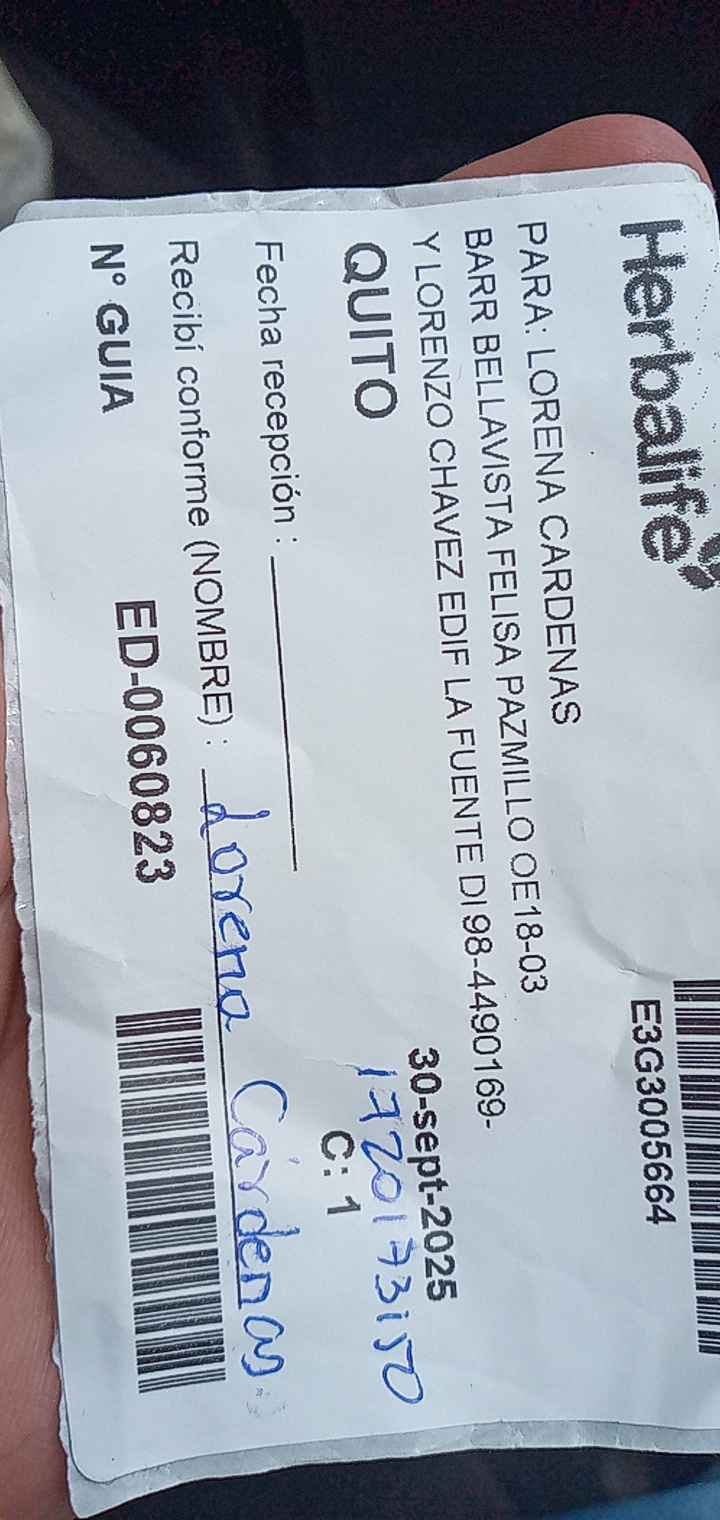 Herbalife
E3G3005664
PARA: LORENA CARDENAS
BARR BELLAVISTA FELISA PAZMILLO OE18-03
Y LORENZO CHAVEZ EDIF LA FUENTE DI 98-4490169-
QUITO
30-sept-2025
1720173150
C: 1
Fecha recepción :
Recibí conforme (NOMBRE) : Lorena Cárdenas
N° GUIA ED-0060823